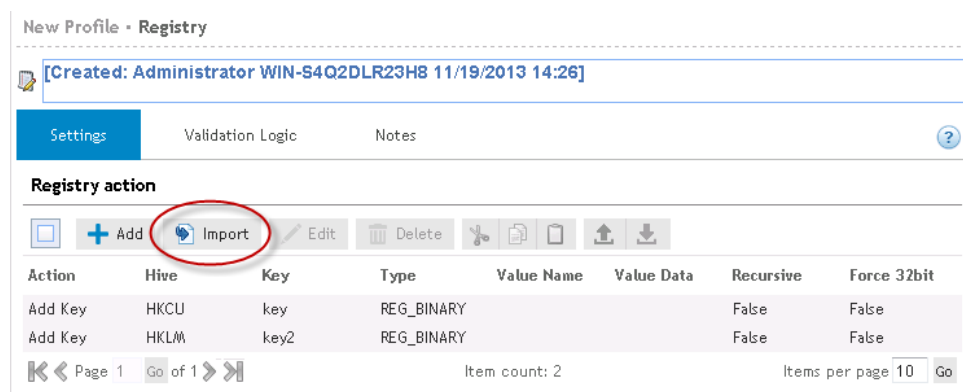 New Profile • Registry
[Created: Administrator WIN-S4Q2DLR23H8 11/19/2013 14:26]
Settings Validation Logic Notes ?
Registry action
Add Import Edit Delete
Action Hive Key Type Value Name Value Data Recursive Force 32bit
Add Key HKCU key REG_BINARY False False
Add Key HKLM key2 REG_BINARY False False
Page 1 Go of 1 Item count: 2 Items per page 10 Go